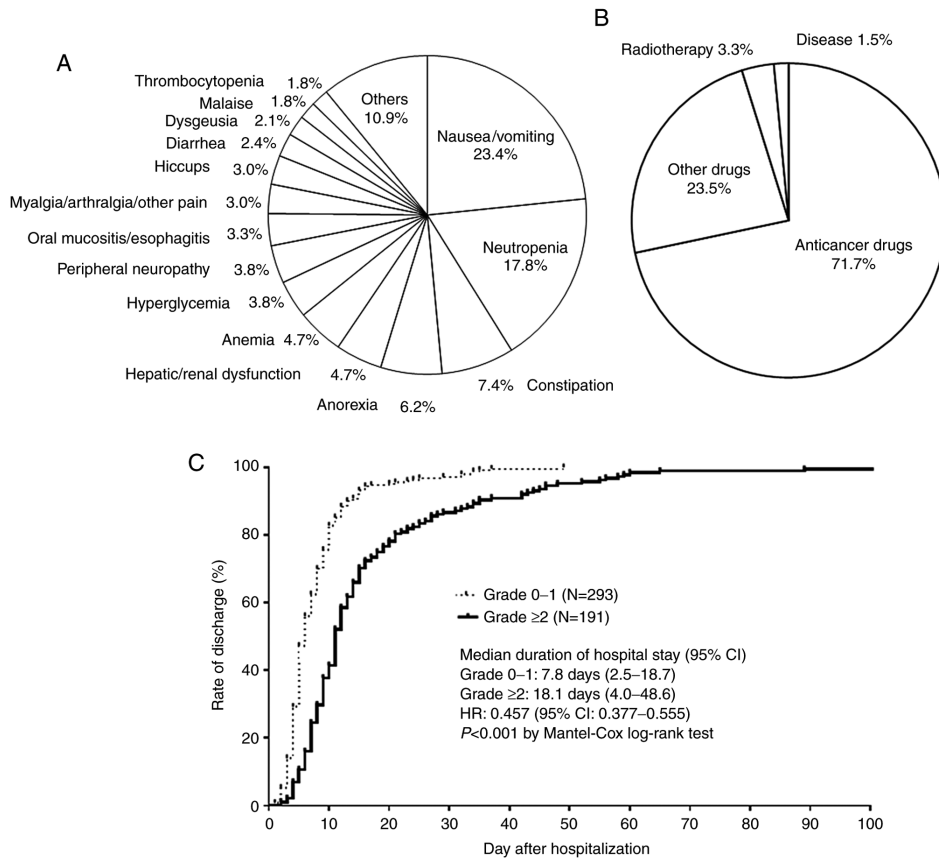 A
Thrombocytopenia 1.8%
Malaise 1.8%
Dysgeusia 2.1%
Diarrhea 2.4%
Hiccups 3.0%
Myalgia/arthralgia/other pain 3.0%
Oral mucositis/esophagitis 3.3%
Peripheral neuropathy 3.8%
Hyperglycemia 3.8%
Anemia 4.7%
Hepatic/renal dysfunction 4.7%
Anorexia 6.2%
7.4% Constipation
Others
10.9%
Nausea/vomiting
23.4%
Neutropenia
17.8%
B
Radiotherapy 3.3%
Disease 1.5%
Other drugs
23.5%
Anticancer drugs
71.7%
C
Rate of discharge (%)
100
80
60
40
20
0
Grade 0–1 (N=293)
Grade ≥2 (N=191)
Median duration of hospital stay (95% CI)
Grade 0–1: 7.8 days (2.5–18.7)
Grade ≥2: 18.1 days (4.0–48.6)
HR: 0.457 (95% CI: 0.377–0.555)
P<0.001 by Mantel-Cox log-rank test
0 10 20 30 40 50 60 70 80 90 100
Day after hospitalization